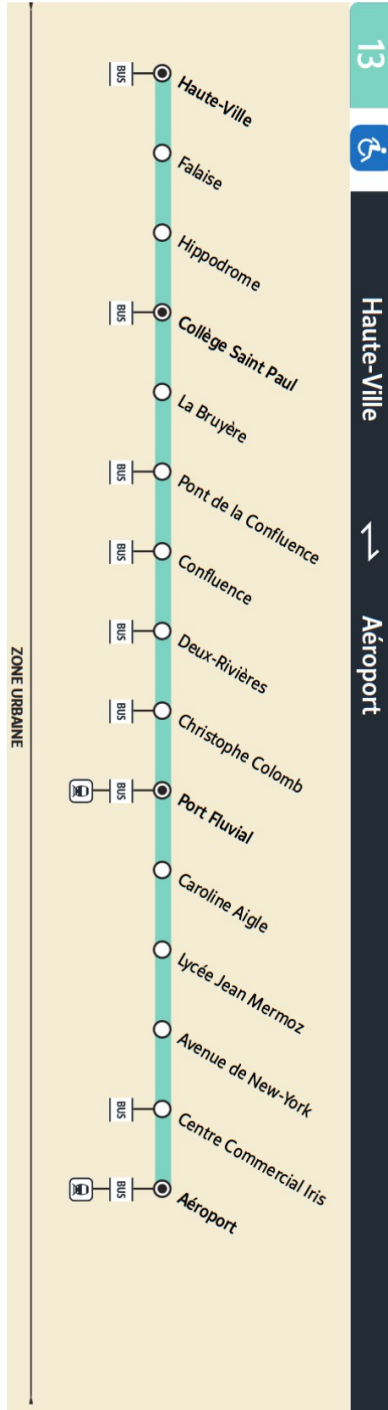 13
Haute-Ville
Aéroport
Haute-Ville
BUS
Falaise
Hippodrome
Collège Saint Paul
BUS
La Bruyère
Pont de la Confluence
BUS
Confluence
BUS
Deux-Rivières
BUS
Christophe Colomb
BUS
Port Fluvial
BUS
Caroline Aigle
Lycée Jean Mermoz
Avenue de New-York
Centre Commercial Iris
BUS
Aéroport
BUS
ZONE URBAINE